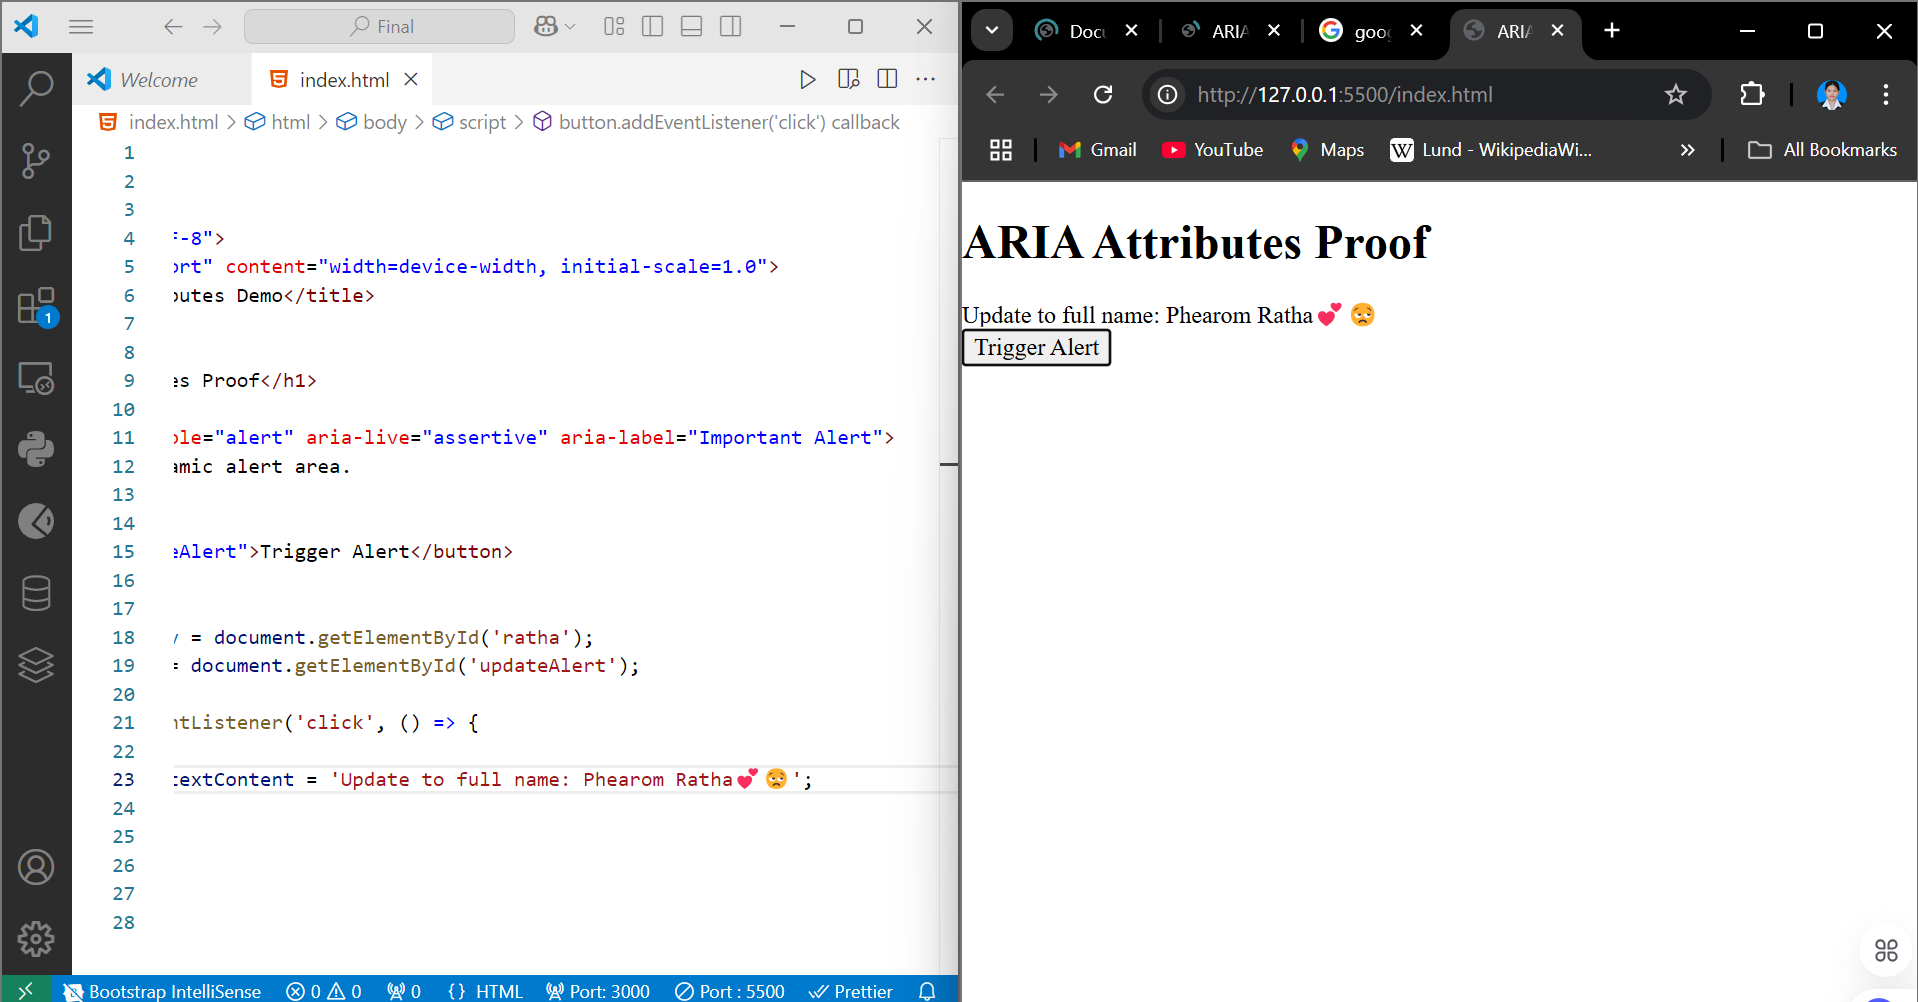 Final
Welcome
index.html
index.html > html > body > script > button.addEventListener('click') callback
1
2
3
4 f-8">
5 ort" content="width=device-width, initial-scale=1.0">
6 butes Demo</title>
7
8
9 es Proof</h1>
10
11 ole="alert" aria-live="assertive" aria-label="Important Alert">
12 amic alert area.
13
14
15 eAlert">Trigger Alert</button>
16
17
18 y = document.getElementById('ratha');
19 = document.getElementById('updateAlert');
20
21 ntListener('click', () => {
22
23 textContent = 'Update to full name: Phearom Ratha💕😒';
24
25
26
27
28
1
Bootstrap IntelliSense 0 0 0 {} HTML Port: 3000 Port : 5500 Prettier
Docu
ARIA
goog
ARIA
http://127.0.0.1:5500/index.html
Gmail
YouTube
Maps
W Lund - WikipediaWi...
All Bookmarks
ARIA Attributes Proof
Update to full name: Phearom Ratha💕😒
Trigger Alert